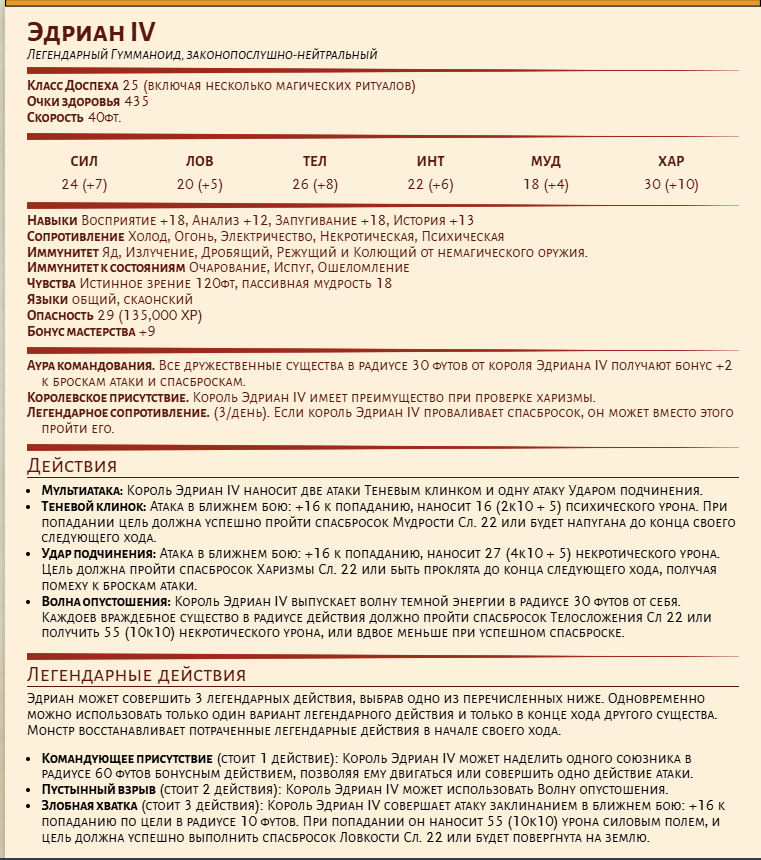 Эдриан IV
Легендарный Гуманоид, законопослушно-нейтральный
Класс Доспеха 25 (включая несколько магических ритуалов)
Очки здоровья 435
Скорость 40фт.
СИЛ ЛОВ ТЕЛ ИНТ МУД ХАР
24 (+7) 20 (+5) 26 (+8) 22 (+6) 18 (+4) 30 (+10)
Навыки Восприятие +18, Анализ +12, Запугивание +18, История +13
Сопротивление Холод, Огонь, Электричество, Некротическая, Психическая
Иммунитет Яд, Излучение, Дробящий, Режущий и Колющий от немагического оружия.
Иммунитет к состояниям Очарование, Испуг, Ошеломление
Чувства Истинное зрение 120фт, пассивная мудрость 18
Языки общий, скаонский
Опасность 29 (135,000 XP)
Бонус мастерства +9
Аура командования. Все дружественные существа в радиусе 30 футов от короля Эдриана IV получают бонус +2
к броскам атаки и спасброскам.
Королевское присутствие. Король Эдриан IV имеет преимущество при проверке харизмы.
Легендарное сопротивление. (3/день). Если король Эдриан IV проваливает спасбросок, он может вместо этого
пройти его.
Действия
• Мультиатака: Король Эдриан IV наносит две атаки Теневым клинком и одну атаку Ударом подчинения.
• Теневой клинок: Атака в ближнем бою: +16 к попаданию, наносит 16 (2к10 + 5) психического урона. При
попадании цель должна успешно пройти спасбросок Мудрости Сл. 22 или будет напугана до конца своего
следующего хода.
• Удар подчинения: Атака в ближнем бою: +16 к попаданию, наносит 27 (4к10 + 5) некротического урона.
Цель должна пройти спасбросок Харизмы Сл. 22 или быть проклята до конца следующего хода, получая
помеху к броскам атаки.
• Волна опустошения: Король Эдриан IV выпускает волну темной энергии в радиусе 30 футов от себя.
Каждоев враждебное существо в радиусе действия должно пройти спасбросок Телосложения Сл 22 или
получить 55 (10к10) некротического урона, или вдвое меньше при успешном спасброске.
Легендарные действия
Эдриан может совершить 3 легендарных действия, выбрав одно из перечисленных ниже. Одновременно
можно использовать только один вариант легендарного действия и только в конце хода другого существа.
Монстр восстанавливает потраченные легендарные действия в начале своего хода.
• Командующее присутствие (стоит 1 действие): Король Эдриан IV может наделить одного союзника в
радиусе 60 футов бонусным действием, позволяя ему двигаться или совершить одно действие атаки.
• Пустынный взрыв (стоит 2 действия): Король Эдриан IV может использовать Волну опустошения.
• Злобная хватка (стоит 3 действия): Король Эдриан IV совершает атаку заклинанием в ближнем бою: +16 к
попаданию по цели в радиусе 10 футов. При попадании он наносит 55 (10к10) урона силовым полем, и
цель должна успешно выполнить спасбросок Ловкости Сл. 22 или будет повергнута на землю.